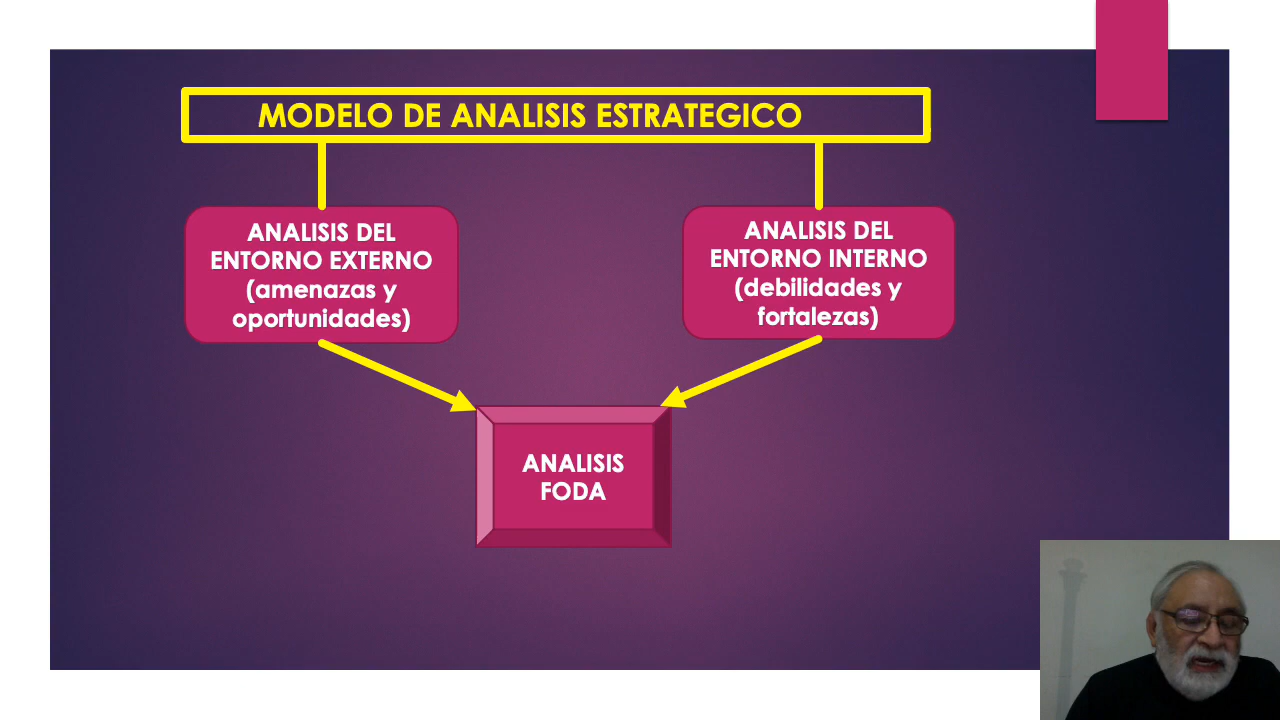 MODELO DE ANALISIS ESTRATEGICO
ANALISIS DEL
ENTORNO EXTERNO
(amenazas y
oportunidades)
ANALISIS DEL
ENTORNO INTERNO
(debilidades y
fortalezas)
ANALISIS
FODA